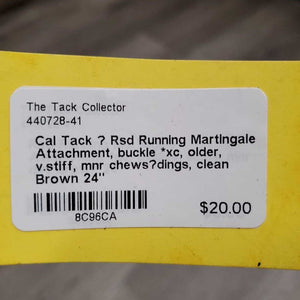 The Tack Collector
440728-41
Cal Tack ? Rsd Running Martingale
Attachment, buckle *xc, older,
v.stiff, mnr chews?dings, clean
Brown 24"
8C96CA
$20.00